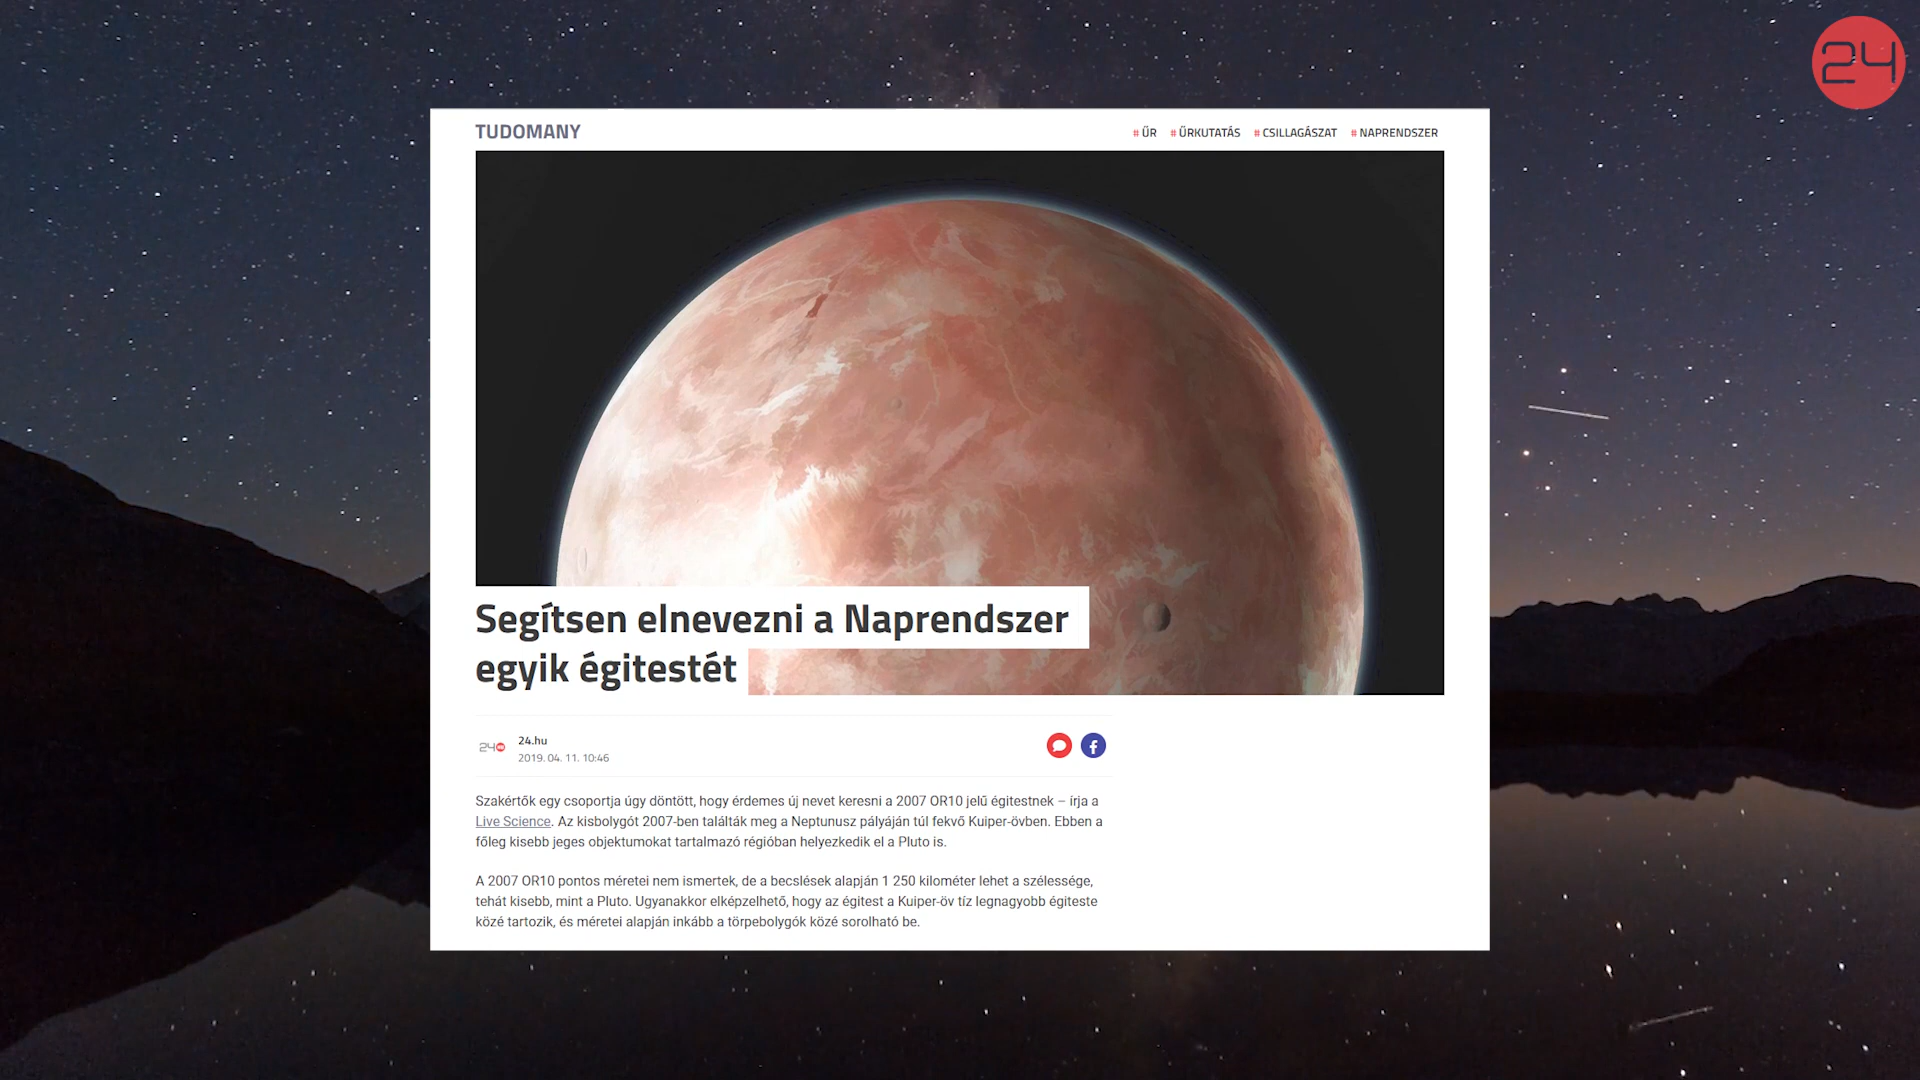 24
TUDOMANY
# ŰR # ŰRKUTATÁS # CSILLAGÁSZAT # NAPRENDSZER
Segítsen elnevezni a Naprendszer
egyik égitestét
24
24.hu
2019. 04. 11. 10:46
Szakértők egy csoportja úgy döntött, hogy érdemes új nevet keresni a 2007 OR10 jelű égitestnek – írja a
Live Science. Az kisbolygót 2007-ben találták meg a Neptunusz pályáján túl fekvő Kuiper-övben. Ebben a
főleg kisebb jeges objektumokat tartalmazó régióban helyezkedik el a Pluto is.
A 2007 OR10 pontos méretei nem ismertek, de a becslések alapján 1 250 kilométer lehet a szélessége,
tehát kisebb, mint a Pluto. Ugyanakkor elképzelhető, hogy az égitest a Kuiper-öv tíz legnagyobb égiteste
közé tartozik, és méretei alapján inkább a törpebolygók közé sorolható be.